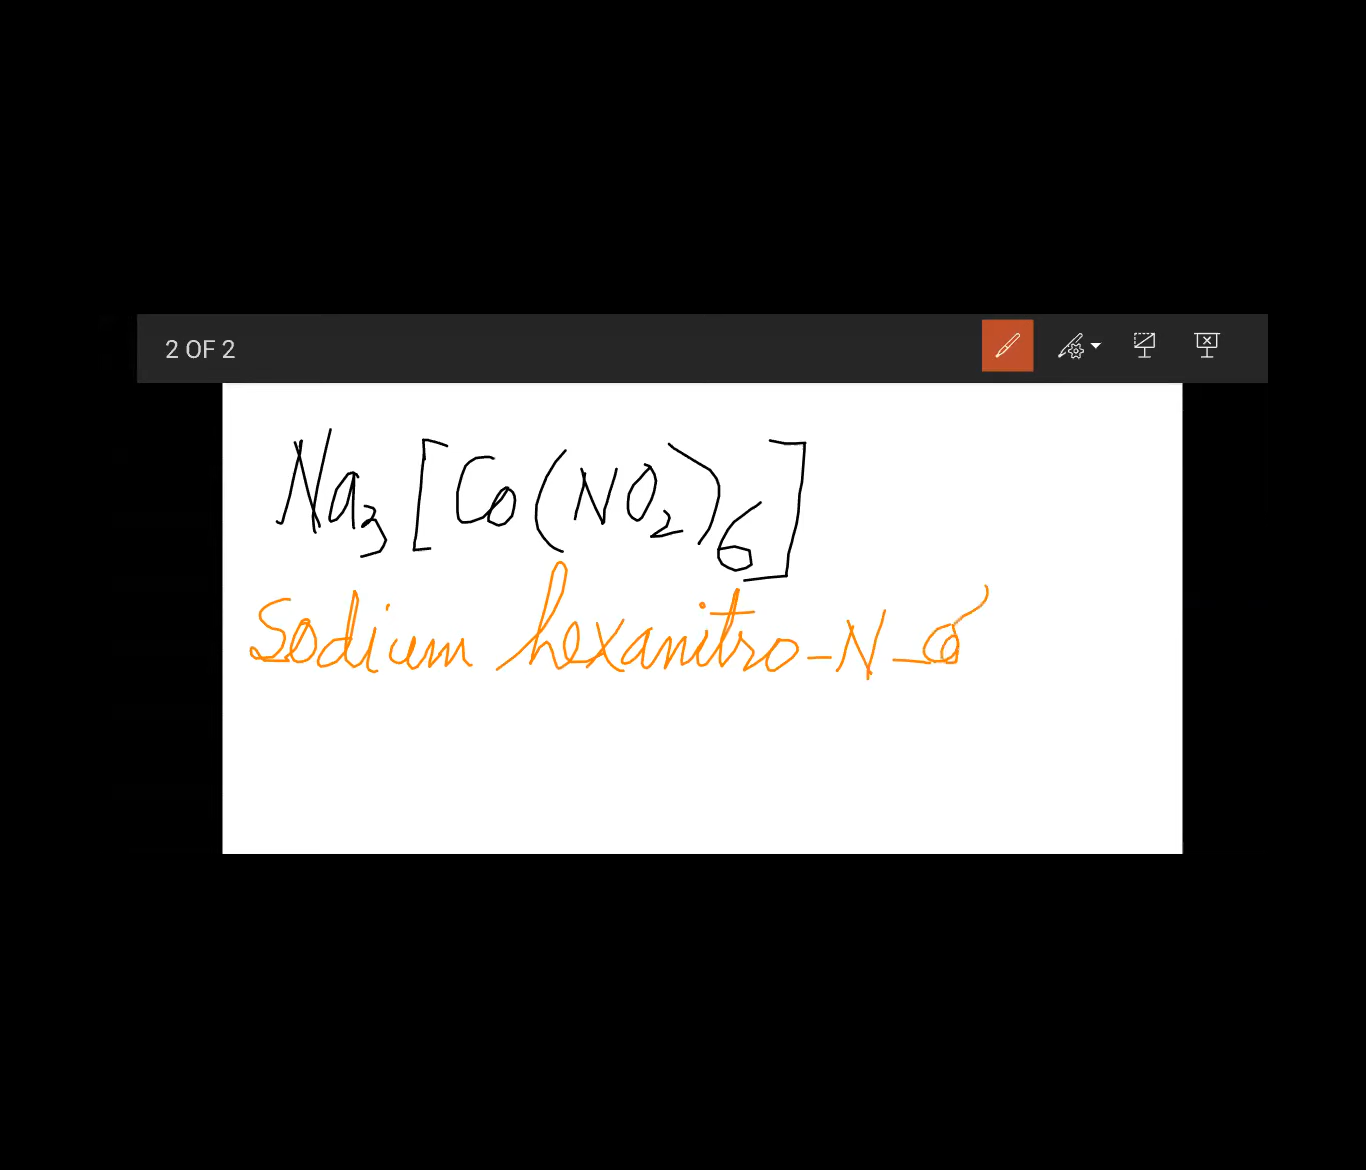 2 OF 2
Na₃[Co(NO₂)₆]
Sodium hexanitro-N-